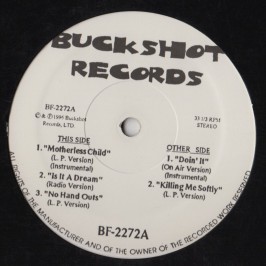 BUCKSHOT
RECORDS
BF-2272A
© & ℗ 1996 Buckshot
Records, LTD.
33 1/3 RPM
STEREO
THIS SIDE
1. "Motherless Child"
(L. P. Version)
(Instrumental)
2. "Is It A Dream"
(Radio Version)
3. "No Hand Outs"
(L. P. Version)
OTHER SIDE
1. "Doin' It"
(On Air Version)
(Instrumental)
2. "Killing Me Softly"
(L. P. Version)
BF-2272A
ALL RIGHTS OF THE MANUFACTURER AND OF THE OWNER OF THE RECORDED WORK RESERVED